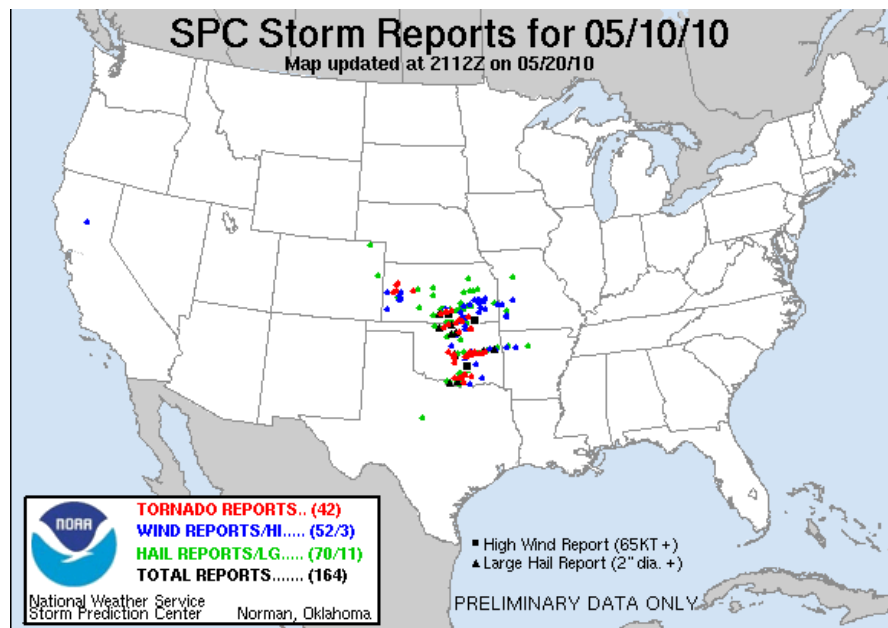 SPC Storm Reports for 05/10/10
Map updated at 2112Z on 05/20/10
NOAA
TORNADO REPORTS.. (42)
WIND REPORTS/HI..... (52/3)
HAIL REPORTS/LG..... (70/11)
TOTAL REPORTS....... (164)
National Weather Service
Storm Prediction Center Norman, Oklahoma
High Wind Report (65KT +)
Large Hail Report (2" dia. +)
PRELIMINARY DATA ONLY